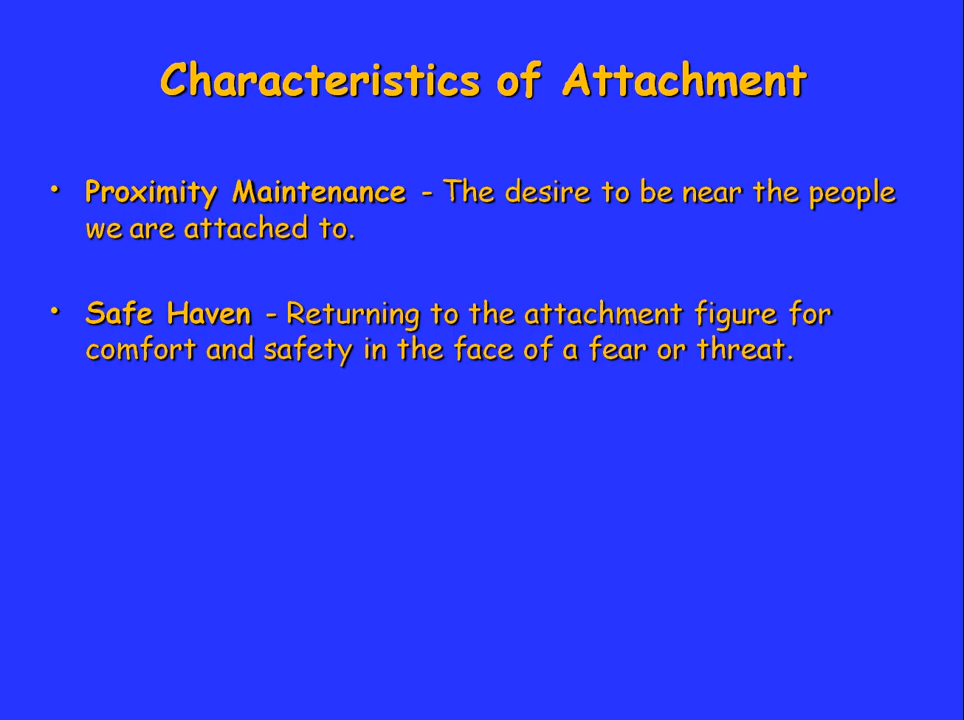 Characteristics of Attachment
• Proximity Maintenance - The desire to be near the people
we are attached to.
• Safe Haven - Returning to the attachment figure for
comfort and safety in the face of a fear or threat.